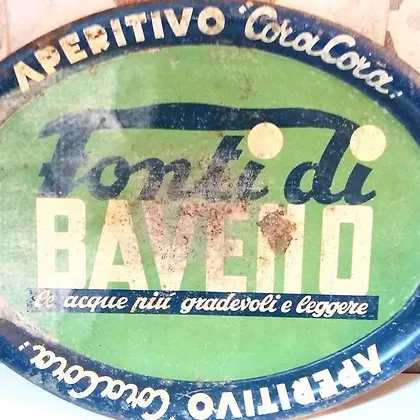 APERITIVO "CoraCora"
Fonti di
BAVENO
le acque più gradevoli e leggere
APERITIVO "CoraCora"